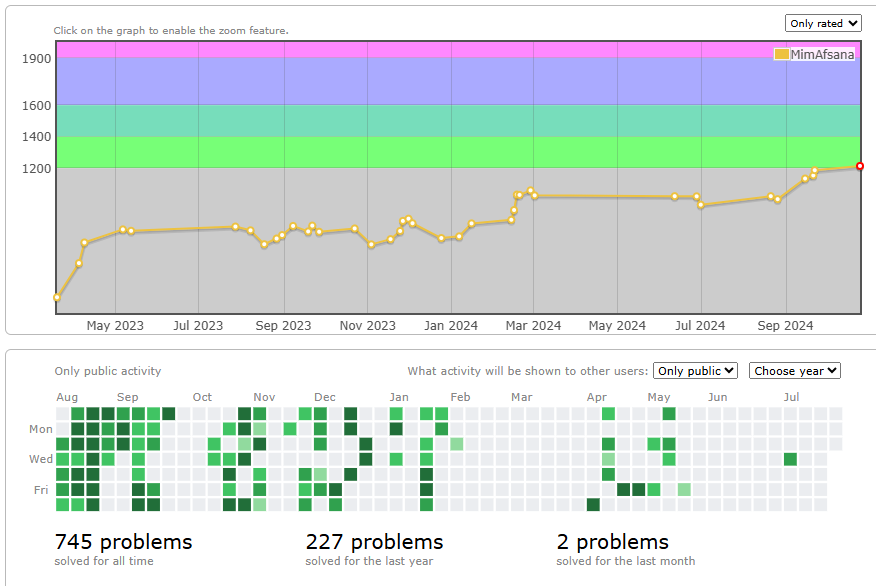 Click on the graph to enable the zoom feature.
Only rated
MimAfsana
1900
1600
1400
1200
May 2023 Jul 2023 Sep 2023 Nov 2023 Jan 2024 Mar 2024 May 2024 Jul 2024 Sep 2024
Only public activity What activity will be shown to other users: Only public Choose year
Aug Sep Oct Nov Dec Jan Feb Mar Apr May Jun Jul
Mon
Wed
Fri
745 problems 227 problems 2 problems
solved for all time solved for the last year solved for the last month